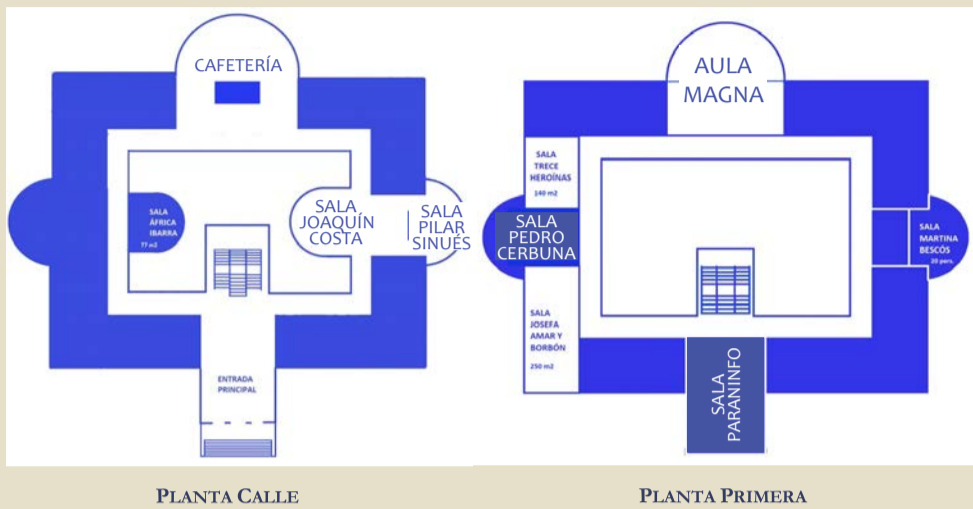 CAFETERÍA
SALA
ÁFRICA
IBARRA
77 m2
SALA
JOAQUÍN
COSTA
SALA
PILAR
SINUÉS
ENTRADA
PRINCIPAL
PLANTA CALLE
AULA
MAGNA
SALA
TRECE
HEROÍNAS
140 m2
SALA
PEDRO
CERBUNA
SALA
MARTINA
BESCÓS
20 pers.
SALA
JOSEFA
AMAR Y
BORBÓN
250 m2
SALA
PARANINFO
PLANTA PRIMERA